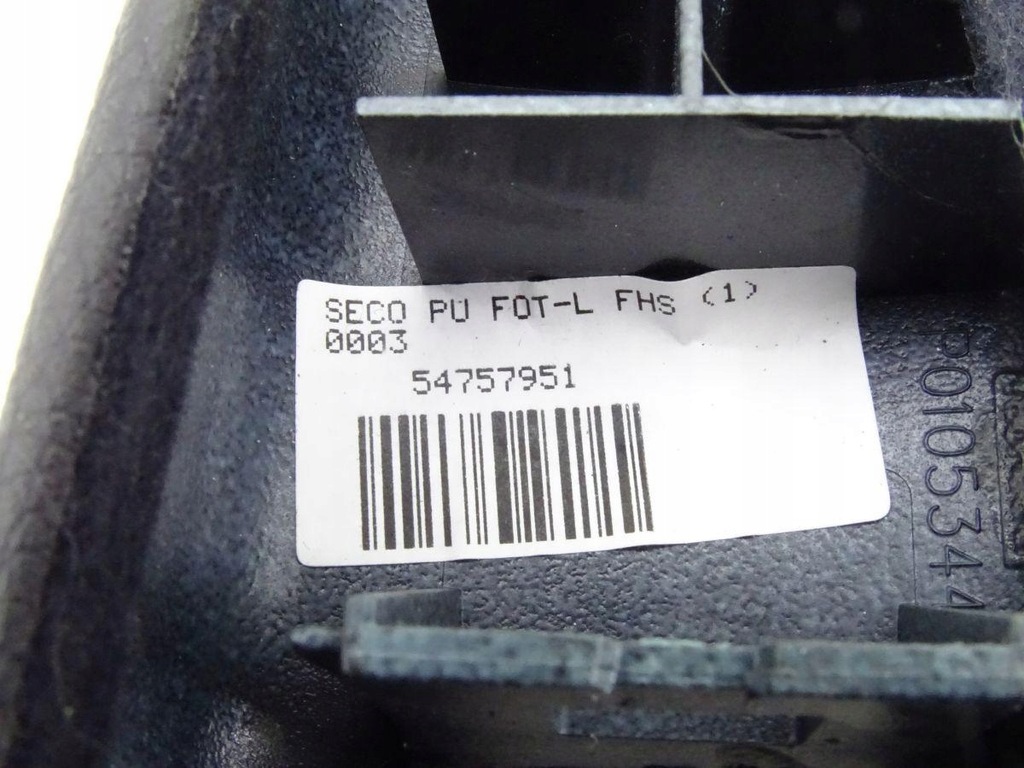 SECO PU FOT-L FHS (1)
0003
54757951
P0105344